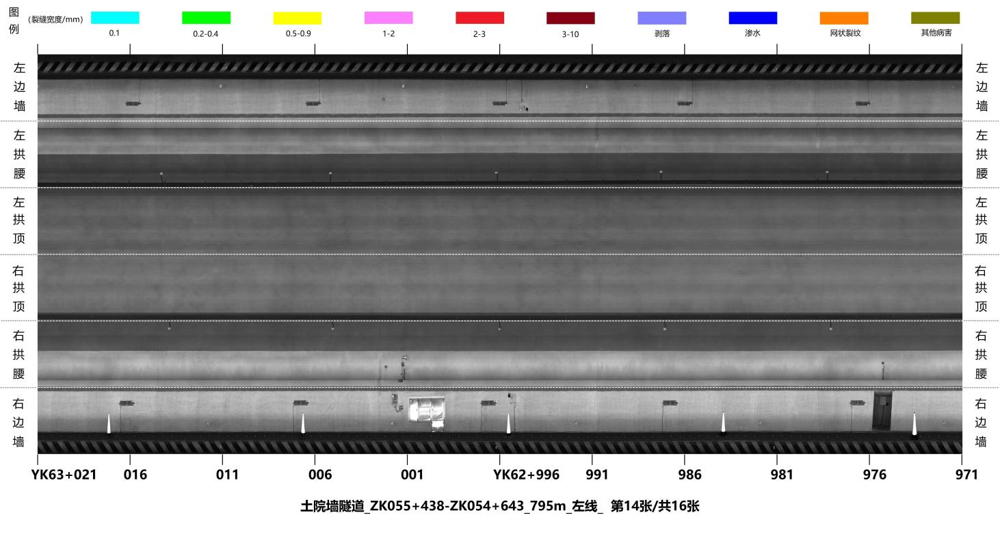 图例 (裂缝宽度/mm) 0.1 0.2-0.4 0.5-0.9 1-2 2-3 3-10 剥落 渗水 网状裂纹 其他病害
左边墙 左边墙
左拱腰 左拱腰
左拱顶 左拱顶
右拱顶 右拱顶
右拱腰 右拱腰
右边墙 右边墙
YK63+021 016 011 006 001 YK62+996 991 986 981 976 971
土院墙隧道_ZK055+438-ZK054+643_795m_左线_ 第14张/共16张